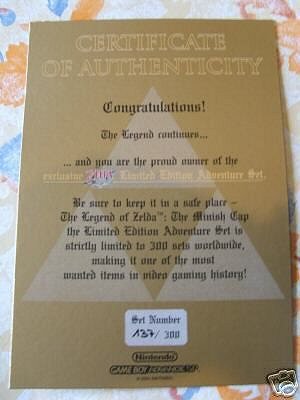 CERTIFICATE
OF AUTHENTICITY
Congratulations!
The Legend continues...
... and you are the proud owner of the
exclusive Zelda Limited Edition Adventure Set.
Be sure to keep it in a safe place –
The Legend of Zelda™: The Minish Cap
the Limited Edition Adventure Set is
strictly limited to 300 sets worldwide,
making it one of the most
wanted items in video gaming history!
Set Number
137/ 300
Nintendo
GAME BOY ADVANCE SP